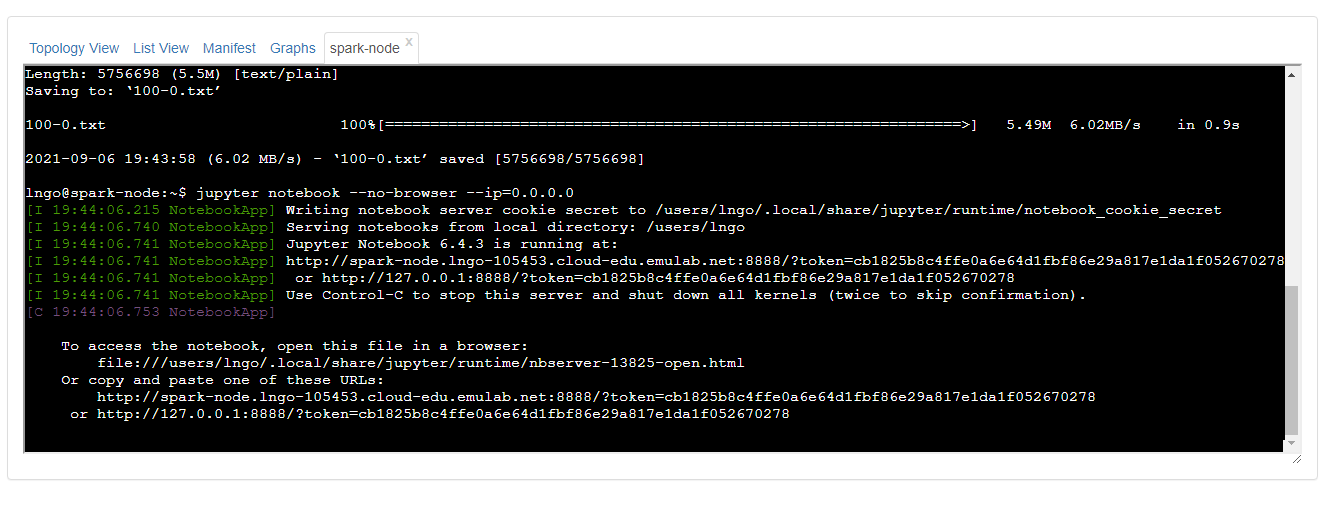 Topology View List View Manifest Graphs spark-node x
Length: 5756698 (5.5M) [text/plain]
Saving to: ‘100-0.txt’
100-0.txt 100%[================================================================>] 5.49M 6.02MB/s in 0.9s
2021-09-06 19:43:58 (6.02 MB/s) - ‘100-0.txt’ saved [5756698/5756698]
lngo@spark-node:~$ jupyter notebook --no-browser --ip=0.0.0.0
[I 19:44:06.215 NotebookApp] Writing notebook server cookie secret to /users/lngo/.local/share/jupyter/runtime/notebook_cookie_secret
[I 19:44:06.740 NotebookApp] Serving notebooks from local directory: /users/lngo
[I 19:44:06.741 NotebookApp] Jupyter Notebook 6.4.3 is running at:
[I 19:44:06.741 NotebookApp] http://spark-node.lngo-105453.cloud-edu.emulab.net:8888/?token=cb1825b8c4ffe0a6e64d1fbf86e29a817e1da1f052670278
[I 19:44:06.741 NotebookApp]  or http://127.0.0.1:8888/?token=cb1825b8c4ffe0a6e64d1fbf86e29a817e1da1f052670278
[I 19:44:06.741 NotebookApp] Use Control-C to stop this server and shut down all kernels (twice to skip confirmation).
[C 19:44:06.753 NotebookApp]
To access the notebook, open this file in a browser:
file:///users/lngo/.local/share/jupyter/runtime/nbserver-13825-open.html
Or copy and paste one of these URLs:
http://spark-node.lngo-105453.cloud-edu.emulab.net:8888/?token=cb1825b8c4ffe0a6e64d1fbf86e29a817e1da1f052670278
or http://127.0.0.1:8888/?token=cb1825b8c4ffe0a6e64d1fbf86e29a817e1da1f052670278